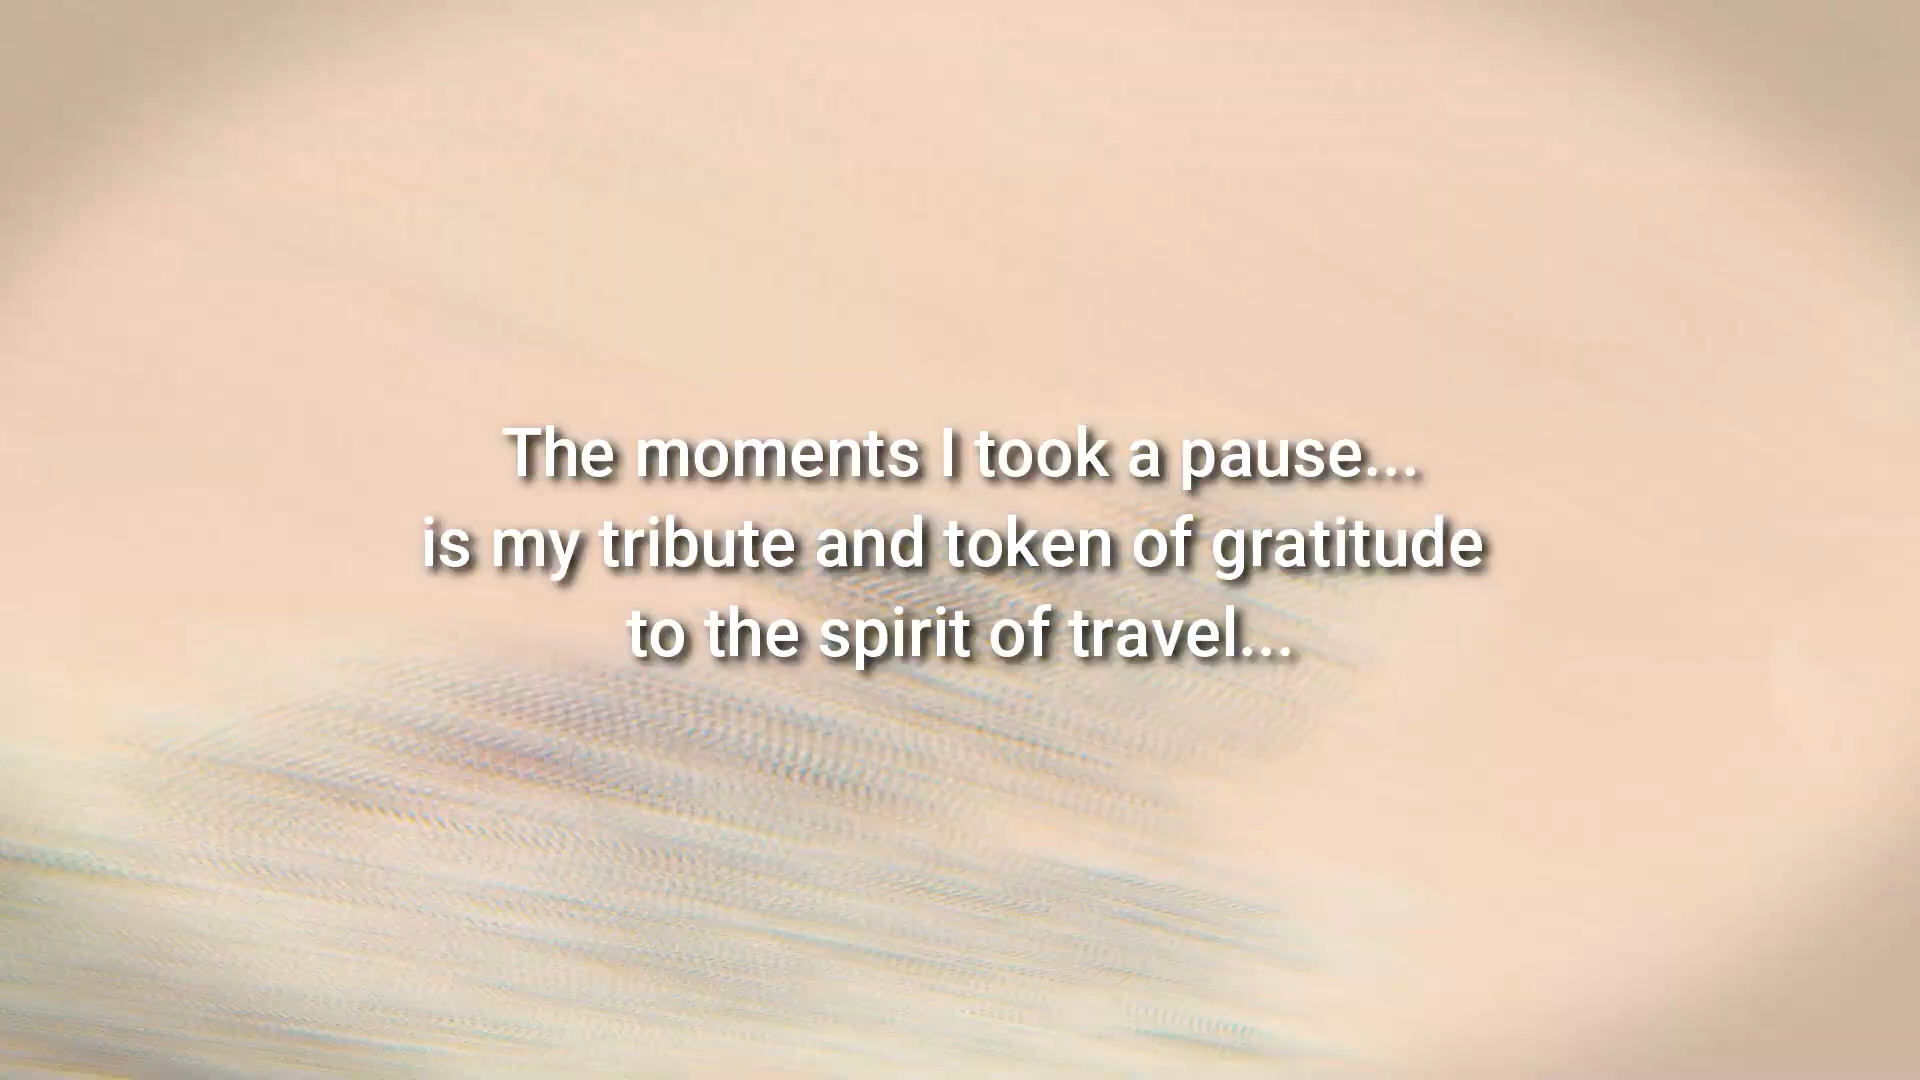 The moments I took a pause...
is my tribute and token of gratitude
to the spirit of travel...